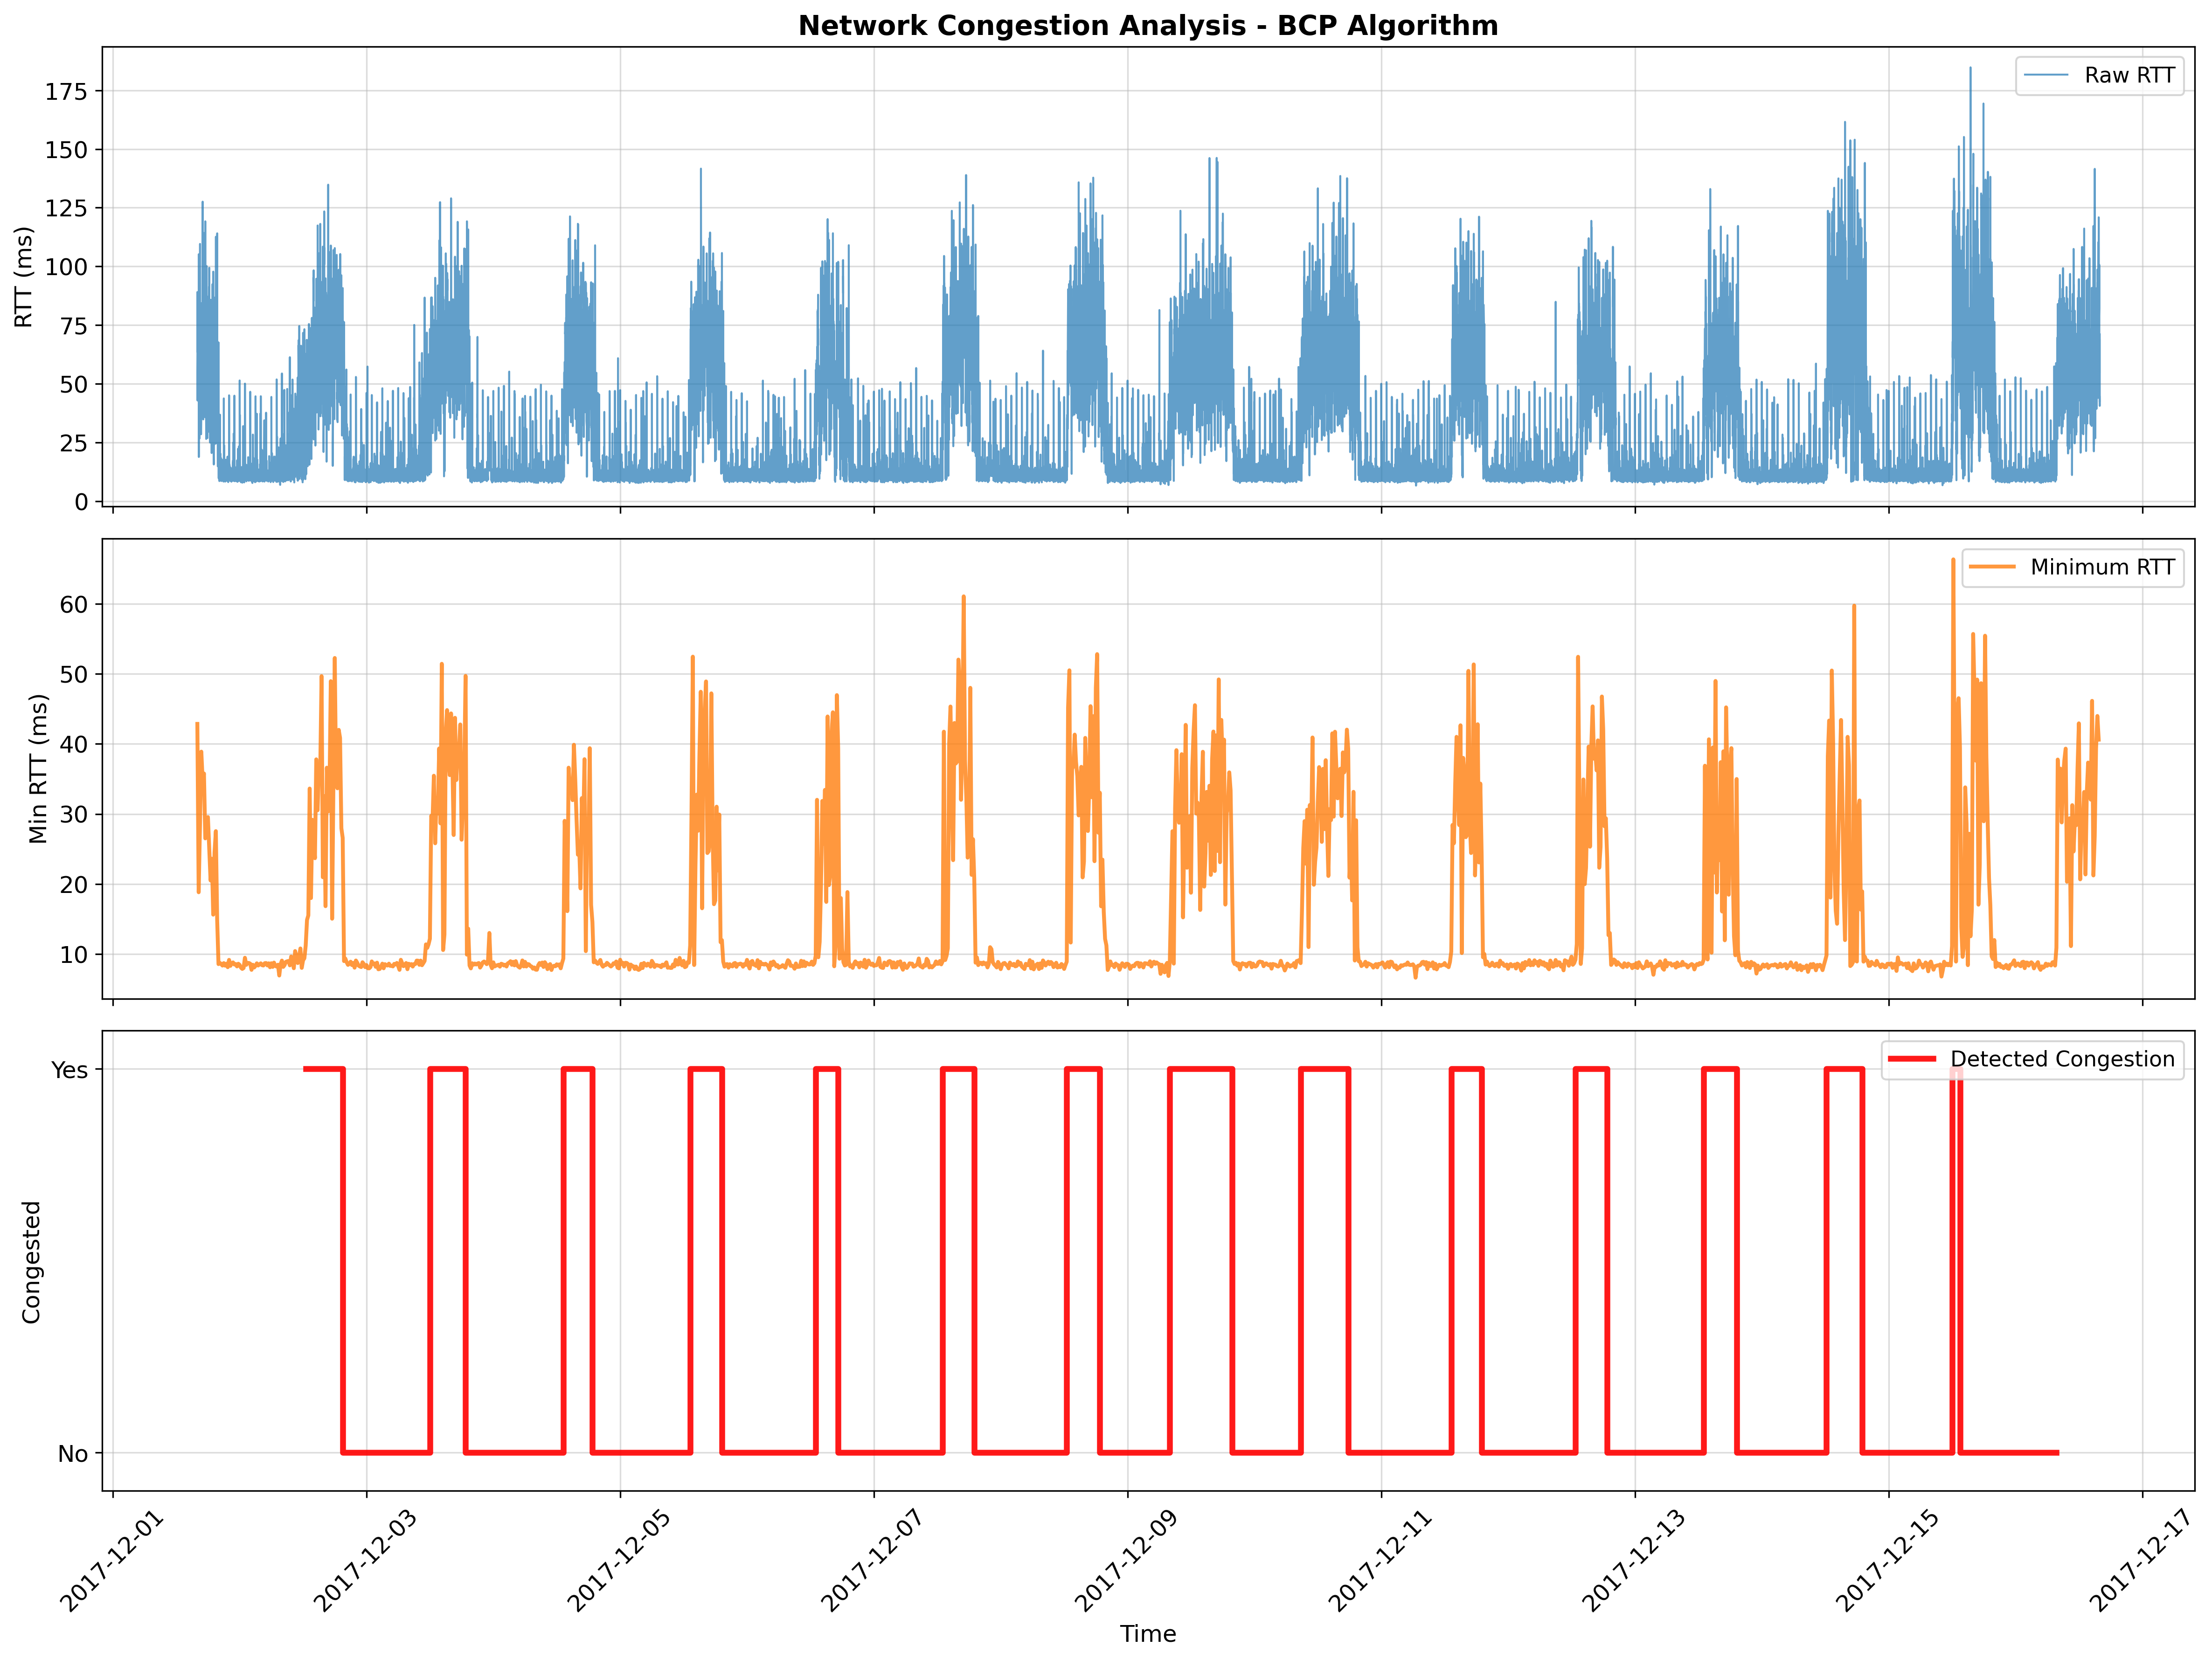 Network Congestion Analysis - BCP Algorithm
Raw RTT
RTT (ms)
175
150
125
100
75
50
25
0
Minimum RTT
Min RTT (ms)
60
50
40
30
20
10
Detected Congestion
Congested
Yes
No
2017-12-01
2017-12-03
2017-12-05
2017-12-07
2017-12-09
2017-12-11
2017-12-13
2017-12-15
2017-12-17
Time